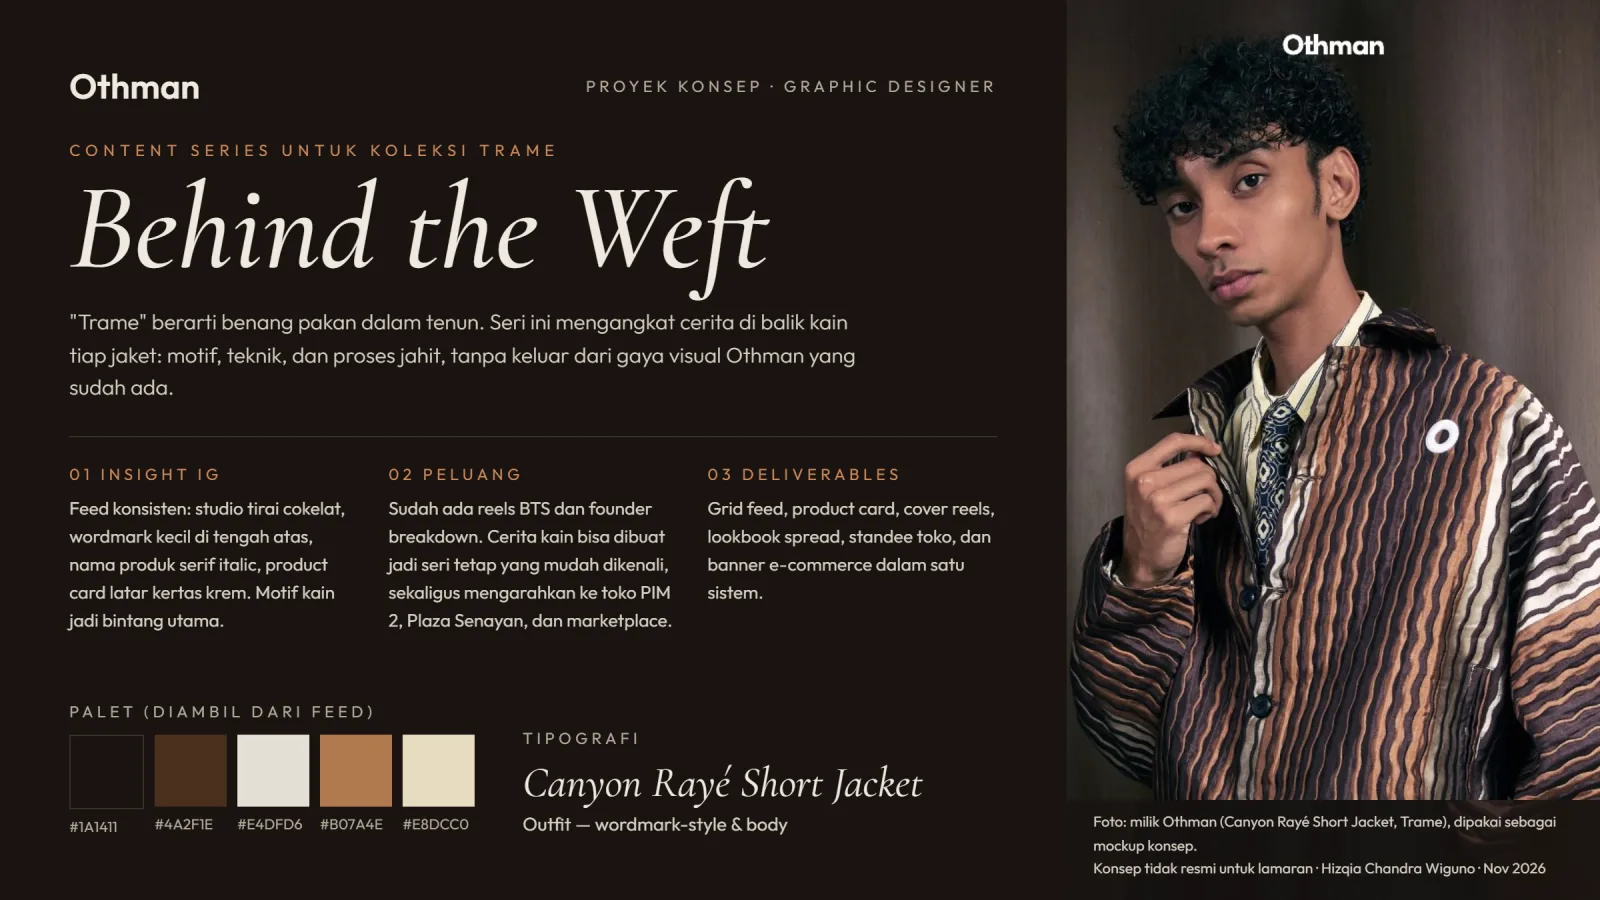 Othman
PROYEK KONSEP · GRAPHIC DESIGNER
CONTENT SERIES UNTUK KOLEKSI TRAME
Behind the Weft
"Trame" berarti benang pakan dalam tenun. Seri ini mengangkat cerita di balik kain
tiap jaket: motif, teknik, dan proses jahit, tanpa keluar dari gaya visual Othman yang
sudah ada.
01 INSIGHT IG
Feed konsisten: studio tirai cokelat,
wordmark kecil di tengah atas,
nama produk serif italic, product
card latar kertas krem. Motif kain
jadi bintang utama.
02 PELUANG
Sudah ada reels BTS dan founder
breakdown. Cerita kain bisa dibuat
jadi seri tetap yang mudah dikenali,
sekaligus mengarahkan ke toko PIM
2, Plaza Senayan, dan marketplace.
03 DELIVERABLES
Grid feed, product card, cover reels,
lookbook spread, standee toko, dan
banner e-commerce dalam satu
sistem.
PALET (DIAMBIL DARI FEED)
#1A1411
#4A2F1E
#E4DFD6
#B07A4E
#E8DCC0
TIPOGRAFI
Canyon Rayé Short Jacket
Outfit — wordmark-style & body
Othman
Foto: milik Othman (Canyon Rayé Short Jacket, Trame), dipakai sebagai
mockup konsep.
Konsep tidak resmi untuk lamaran · Hizqia Chandra Wiguno · Nov 2026